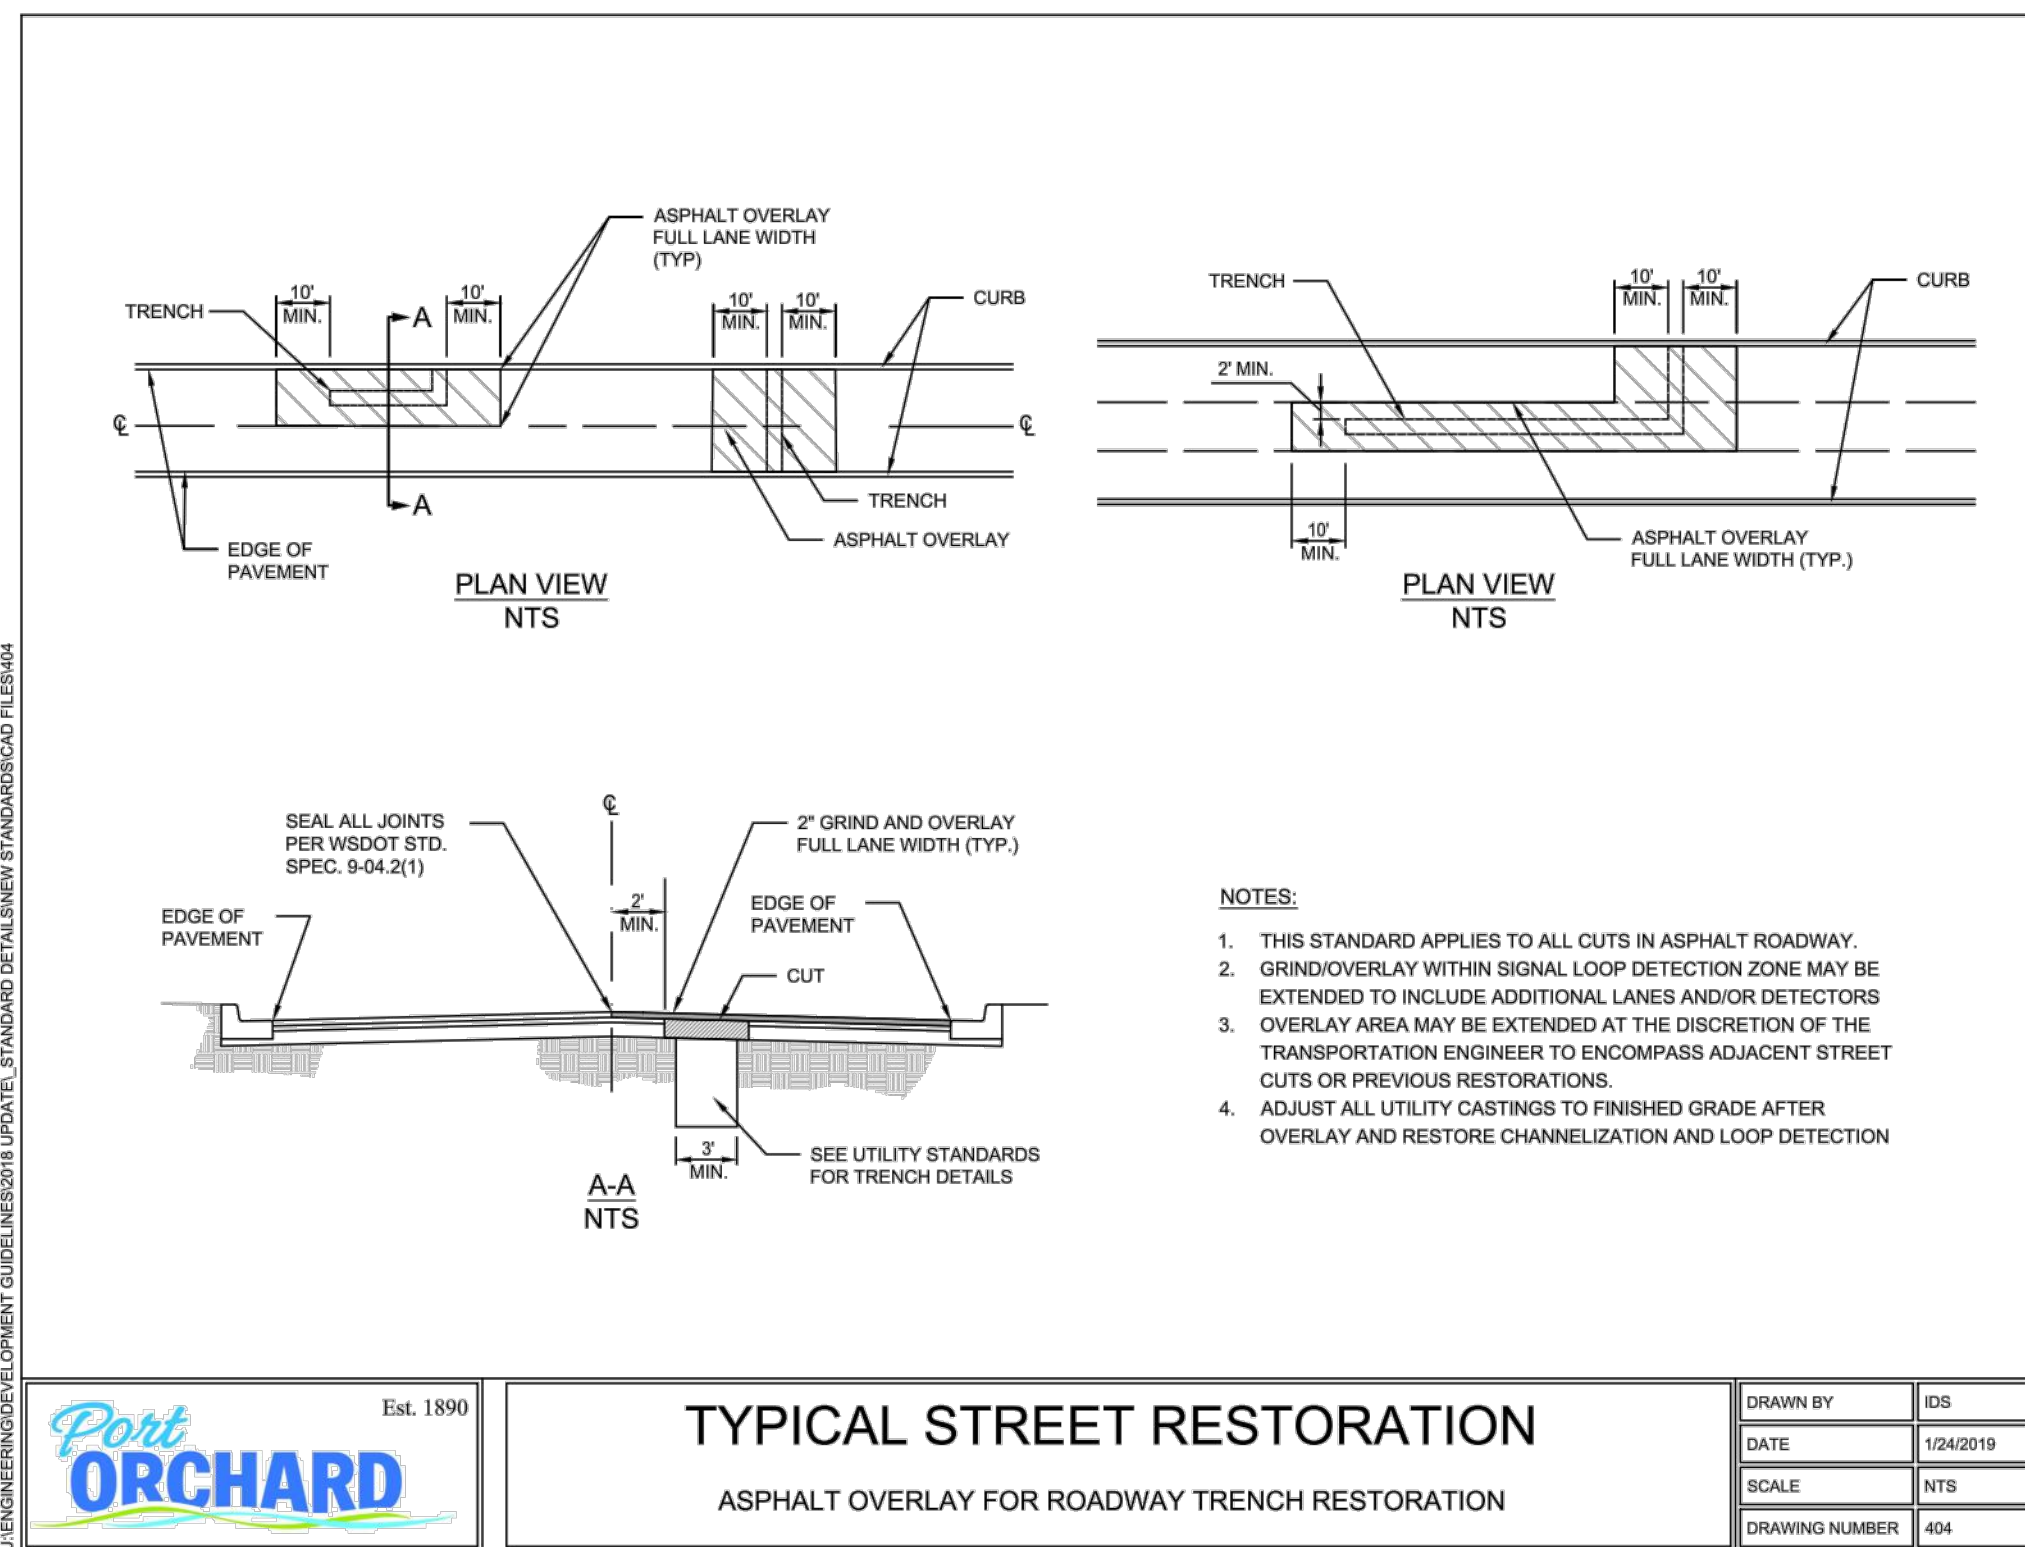 ASPHALT OVERLAY
FULL LANE WIDTH
(TYP)
10'
MIN.
10'
MIN.
TRENCH
A
10'
MIN.
10'
MIN.
CURB
℄
℄
A
TRENCH
ASPHALT OVERLAY
EDGE OF
PAVEMENT
PLAN VIEW
NTS
TRENCH
10'
MIN.
10'
MIN.
CURB
2' MIN.
10'
MIN.
ASPHALT OVERLAY
FULL LANE WIDTH (TYP.)
PLAN VIEW
NTS
℄
SEAL ALL JOINTS
PER WSDOT STD.
SPEC. 9-04.2(1)
2" GRIND AND OVERLAY
FULL LANE WIDTH (TYP.)
2'
MIN.
EDGE OF
PAVEMENT
EDGE OF
PAVEMENT
CUT
3'
MIN.
SEE UTILITY STANDARDS
FOR TRENCH DETAILS
A-A
NTS
NOTES:
1. THIS STANDARD APPLIES TO ALL CUTS IN ASPHALT ROADWAY.
2. GRIND/OVERLAY WITHIN SIGNAL LOOP DETECTION ZONE MAY BE
EXTENDED TO INCLUDE ADDITIONAL LANES AND/OR DETECTORS
3. OVERLAY AREA MAY BE EXTENDED AT THE DISCRETION OF THE
TRANSPORTATION ENGINEER TO ENCOMPASS ADJACENT STREET
CUTS OR PREVIOUS RESTORATIONS.
4. ADJUST ALL UTILITY CASTINGS TO FINISHED GRADE AFTER
OVERLAY AND RESTORE CHANNELIZATION AND LOOP DETECTION
J:\ENGINEERING\DEVELOPMENT GUIDELINES\2018 UPDATE\_STANDARD DETAILS\NEW STANDARDS\CAD FILES\404
Est. 1890
Port
ORCHARD
TYPICAL STREET RESTORATION
ASPHALT OVERLAY FOR ROADWAY TRENCH RESTORATION
DRAWN BY IDS
DATE 1/24/2019
SCALE NTS
DRAWING NUMBER 404